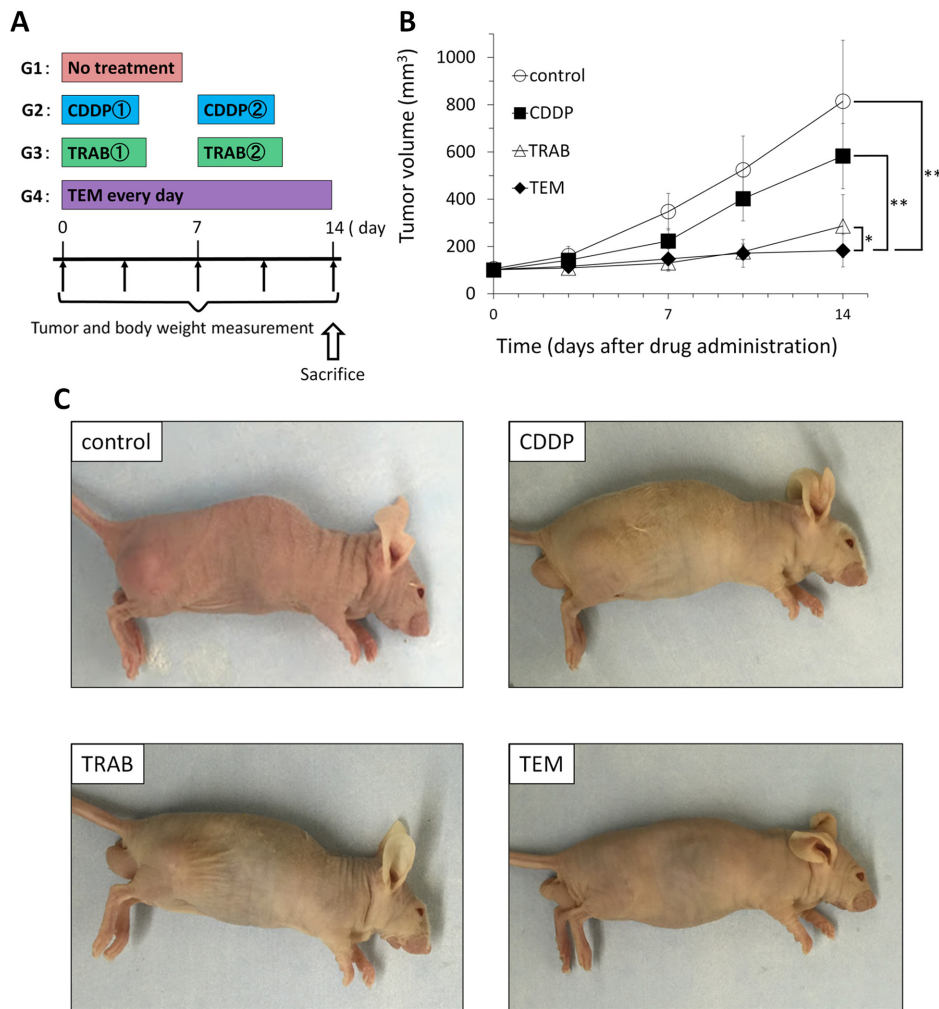 A
G1: No treatment
G2: CDDP① CDDP②
G3: TRAB① TRAB②
G4: TEM every day
0 7 14 ( day
Tumor and body weight measurement
Sacrifice
B
Tumor volume (mm³)
1000
800
600
400
200
0
control
CDDP
TRAB
TEM
**
**
*
0 7 14
Time (days after drug administration)
C
control
CDDP
TRAB
TEM